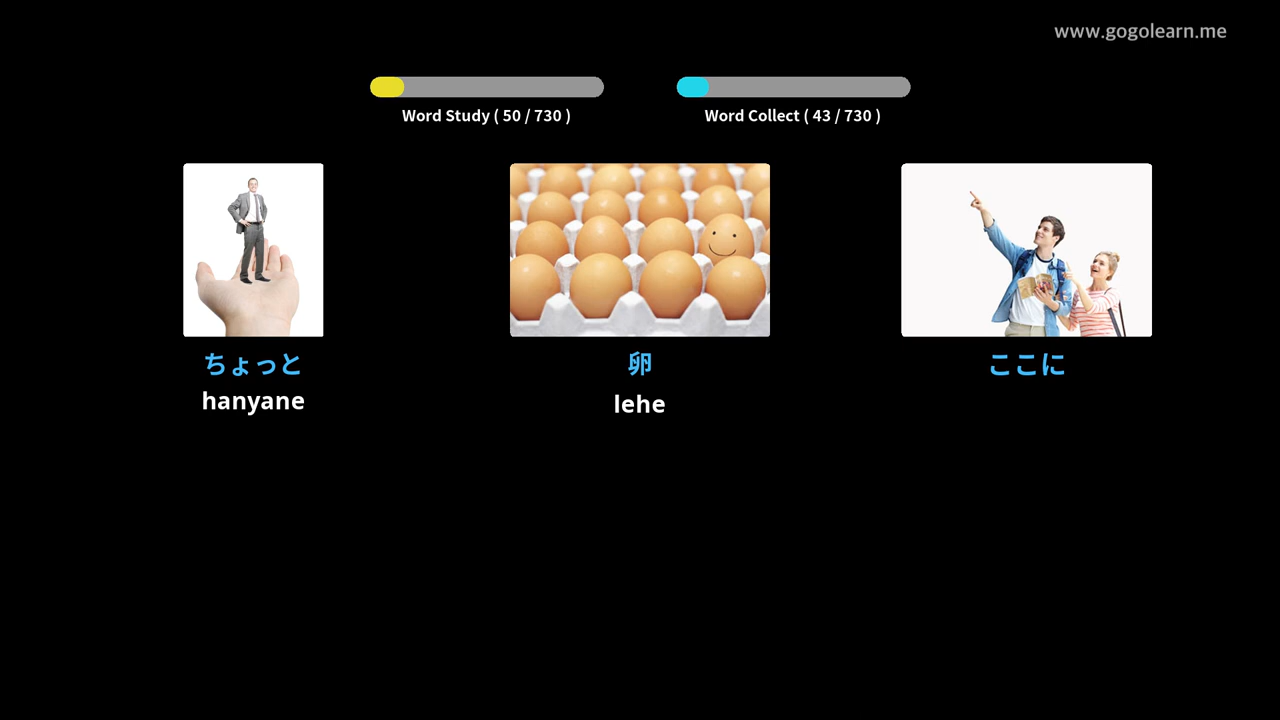 www.gogolearn.me
Word Study ( 50 / 730 )
Word Collect ( 43 / 730 )
ちょっと
hanyane
卵
lehe
ここに